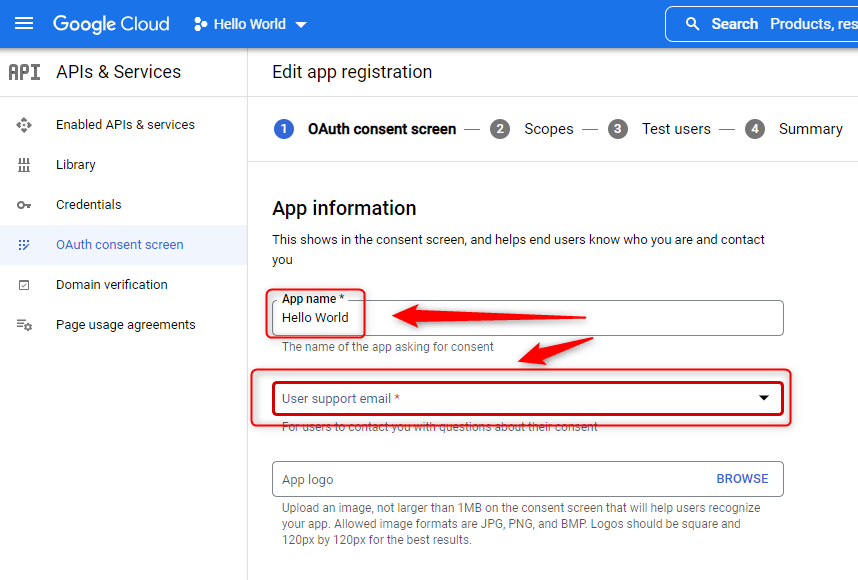 Google Cloud
Hello World
Search Products, res
API APIs & Services
Enabled APIs & services
Library
Credentials
OAuth consent screen
Domain verification
Page usage agreements
Edit app registration
1 OAuth consent screen — 2 Scopes — 3 Test users — 4 Summary
App information
This shows in the consent screen, and helps end users know who you are and contact
you
App name *
Hello World
The name of the app asking for consent
User support email *
For users to contact you with questions about their consent
App logo
BROWSE
Upload an image, not larger than 1MB on the consent screen that will help users recognize
your app. Allowed image formats are JPG, PNG, and BMP. Logos should be square and
120px by 120px for the best results.